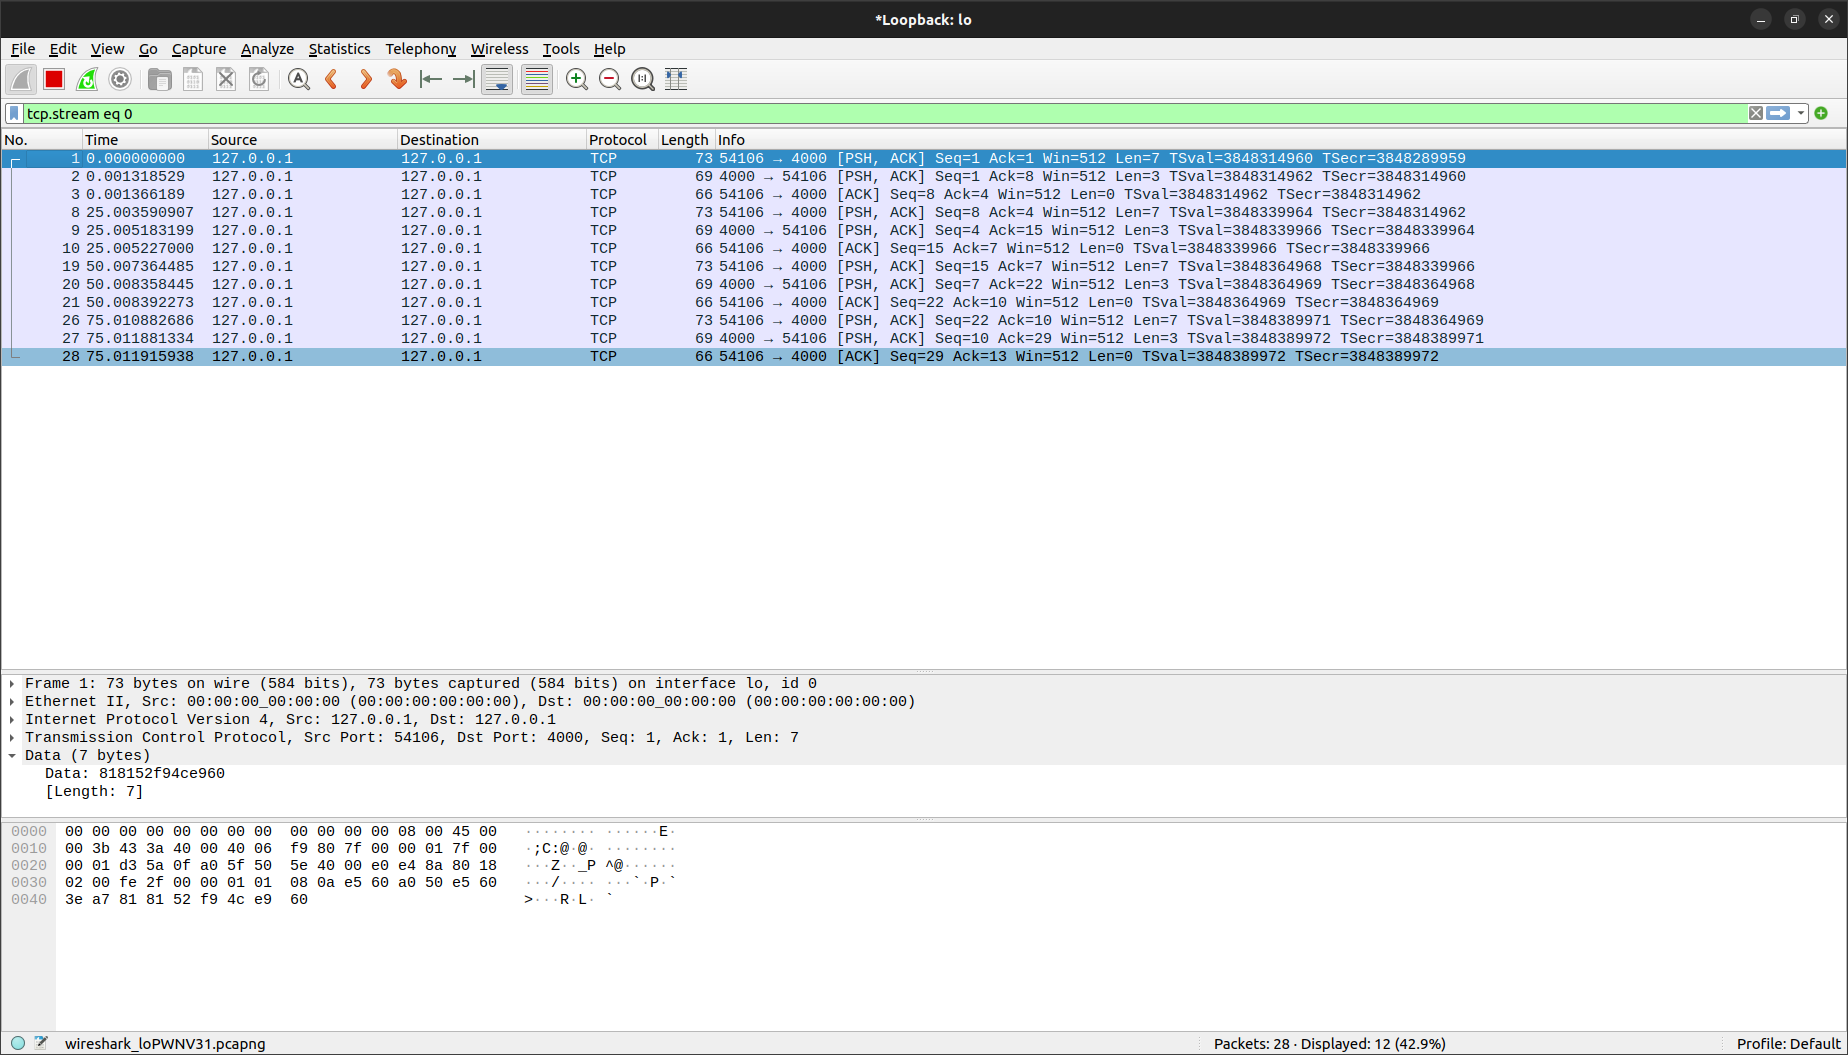 *Loopback: lo
File Edit View Go Capture Analyze Statistics Telephony Wireless Tools Help
tcp.stream eq 0
No. Time Source Destination Protocol Length Info
1 0.000000000 127.0.0.1 127.0.0.1 TCP 73 54106 → 4000 [PSH, ACK] Seq=1 Ack=1 Win=512 Len=7 TSval=3848314960 TSecr=3848289959
2 0.001318529 127.0.0.1 127.0.0.1 TCP 69 4000 → 54106 [PSH, ACK] Seq=1 Ack=8 Win=512 Len=3 TSval=3848314962 TSecr=3848314960
3 0.001366189 127.0.0.1 127.0.0.1 TCP 66 54106 → 4000 [ACK] Seq=8 Ack=4 Win=512 Len=0 TSval=3848314962 TSecr=3848314962
8 25.003590907 127.0.0.1 127.0.0.1 TCP 73 54106 → 4000 [PSH, ACK] Seq=8 Ack=4 Win=512 Len=7 TSval=3848339964 TSecr=3848314962
9 25.005183199 127.0.0.1 127.0.0.1 TCP 69 4000 → 54106 [PSH, ACK] Seq=4 Ack=15 Win=512 Len=3 TSval=3848339966 TSecr=3848339964
10 25.005227000 127.0.0.1 127.0.0.1 TCP 66 54106 → 4000 [ACK] Seq=15 Ack=7 Win=512 Len=0 TSval=3848339966 TSecr=3848339966
19 50.007364485 127.0.0.1 127.0.0.1 TCP 73 54106 → 4000 [PSH, ACK] Seq=15 Ack=7 Win=512 Len=7 TSval=3848364968 TSecr=3848339966
20 50.008358445 127.0.0.1 127.0.0.1 TCP 69 4000 → 54106 [PSH, ACK] Seq=7 Ack=22 Win=512 Len=3 TSval=3848364969 TSecr=3848364968
21 50.008392273 127.0.0.1 127.0.0.1 TCP 66 54106 → 4000 [ACK] Seq=22 Ack=10 Win=512 Len=0 TSval=3848364969 TSecr=3848364969
26 75.010882686 127.0.0.1 127.0.0.1 TCP 73 54106 → 4000 [PSH, ACK] Seq=22 Ack=10 Win=512 Len=7 TSval=3848389971 TSecr=3848364969
27 75.011881334 127.0.0.1 127.0.0.1 TCP 69 4000 → 54106 [PSH, ACK] Seq=10 Ack=29 Win=512 Len=3 TSval=3848389972 TSecr=3848389971
28 75.011915938 127.0.0.1 127.0.0.1 TCP 66 54106 → 4000 [ACK] Seq=29 Ack=13 Win=512 Len=0 TSval=3848389972 TSecr=3848389972
Frame 1: 73 bytes on wire (584 bits), 73 bytes captured (584 bits) on interface lo, id 0
Ethernet II, Src: 00:00:00_00:00:00 (00:00:00:00:00:00), Dst: 00:00:00_00:00:00 (00:00:00:00:00:00)
Internet Protocol Version 4, Src: 127.0.0.1, Dst: 127.0.0.1
Transmission Control Protocol, Src Port: 54106, Dst Port: 4000, Seq: 1, Ack: 1, Len: 7
Data (7 bytes)
Data: 818152f94ce960
[Length: 7]
0000 00 00 00 00 00 00 00 00 00 00 00 00 08 00 45 00 ········ ······E·
0010 00 3b 43 3a 40 00 40 06 f9 80 7f 00 00 01 7f 00 ·;C:@·@· ········
0020 00 01 d3 5a 0f a0 5f 50 5e 40 00 e0 e4 8a 80 18 ···Z··_P ^@······
0030 02 00 fe 2f 00 00 01 01 08 0a e5 60 a0 50 e5 60 ···/···· ···`·P·`
0040 3e a7 81 81 52 f9 4c e9 60 >···R·L· `
wireshark_loPWNV31.pcapng Packets: 28 · Displayed: 12 (42.9%) Profile: Default